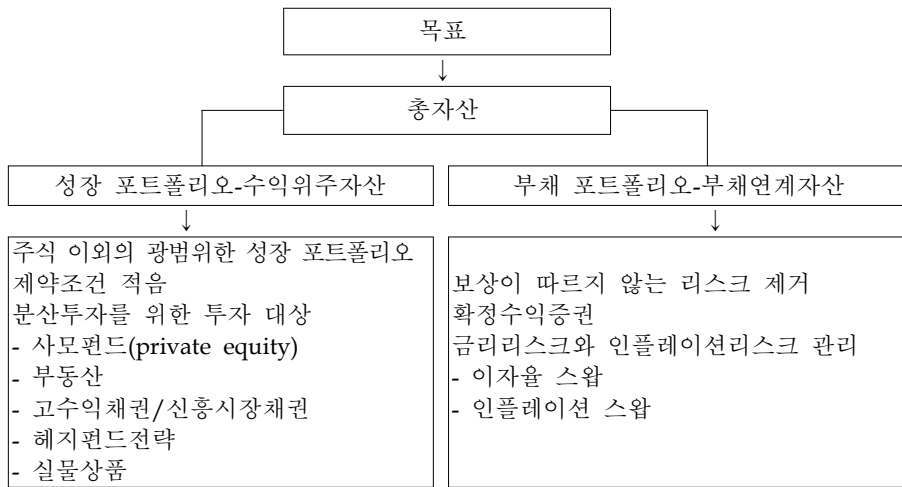 목표
↓
총자산
성장 포트폴리오-수익위주자산
부채 포트폴리오-부채연계자산
↓
↓
주식 이외의 광범위한 성장 포트폴리오
제약조건 적음
분산투자를 위한 투자 대상
- 사모펀드(private equity)
- 부동산
- 고수익채권/신흥시장채권
- 헤지펀드전략
- 실물상품
보상이 따르지 않는 리스크 제거
확정수익증권
금리리스크와 인플레이션리스크 관리
- 이자율 스왑
- 인플레이션 스왑